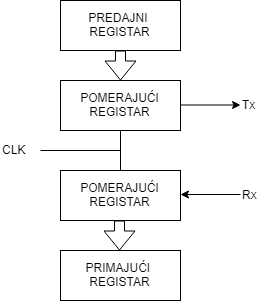 PREDAJNI
REGISTAR
POMERAJUĆI
REGISTAR
Tx
CLK
POMERAJUĆI
REGISTAR
Rx
PRIMAJUĆI
REGISTAR